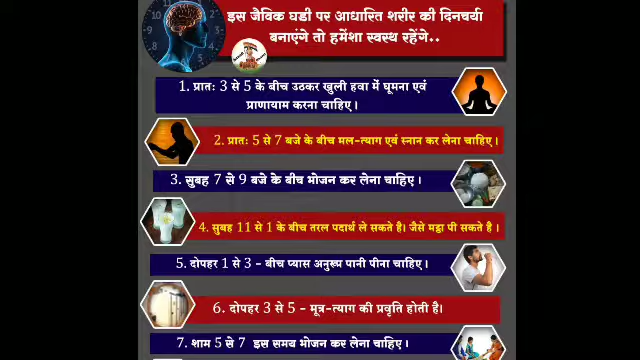 इस जैविक घडी पर आधारित शरीर की दिनचर्या
बनाएंगे तो हमेंशा स्वस्थ रहेंगे..
1. प्रातः 3 से 5 के बीच उठकर खुली हवा में घूमना एवं
प्राणायाम करना चाहिए।
2. प्रातः 5 से 7 बजे के बीच मल-त्याग एवं स्नान कर लेना चाहिए।
3. सुबह 7 से 9 बजे के बीच भोजन कर लेना चाहिए।
4. सुबह 11 से 1 के बीच तरल पदार्थ ले सकते है। जैसे मट्ठा पी सकते है ।
5. दोपहर 1 से 3 - बीच प्यास अनुरूप पानी पीना चाहिए।
6. दोपहर 3 से 5 - मूत्र-त्याग की प्रवृति होती है।
7. शाम 5 से 7 इस समय भोजन कर लेना चाहिए।